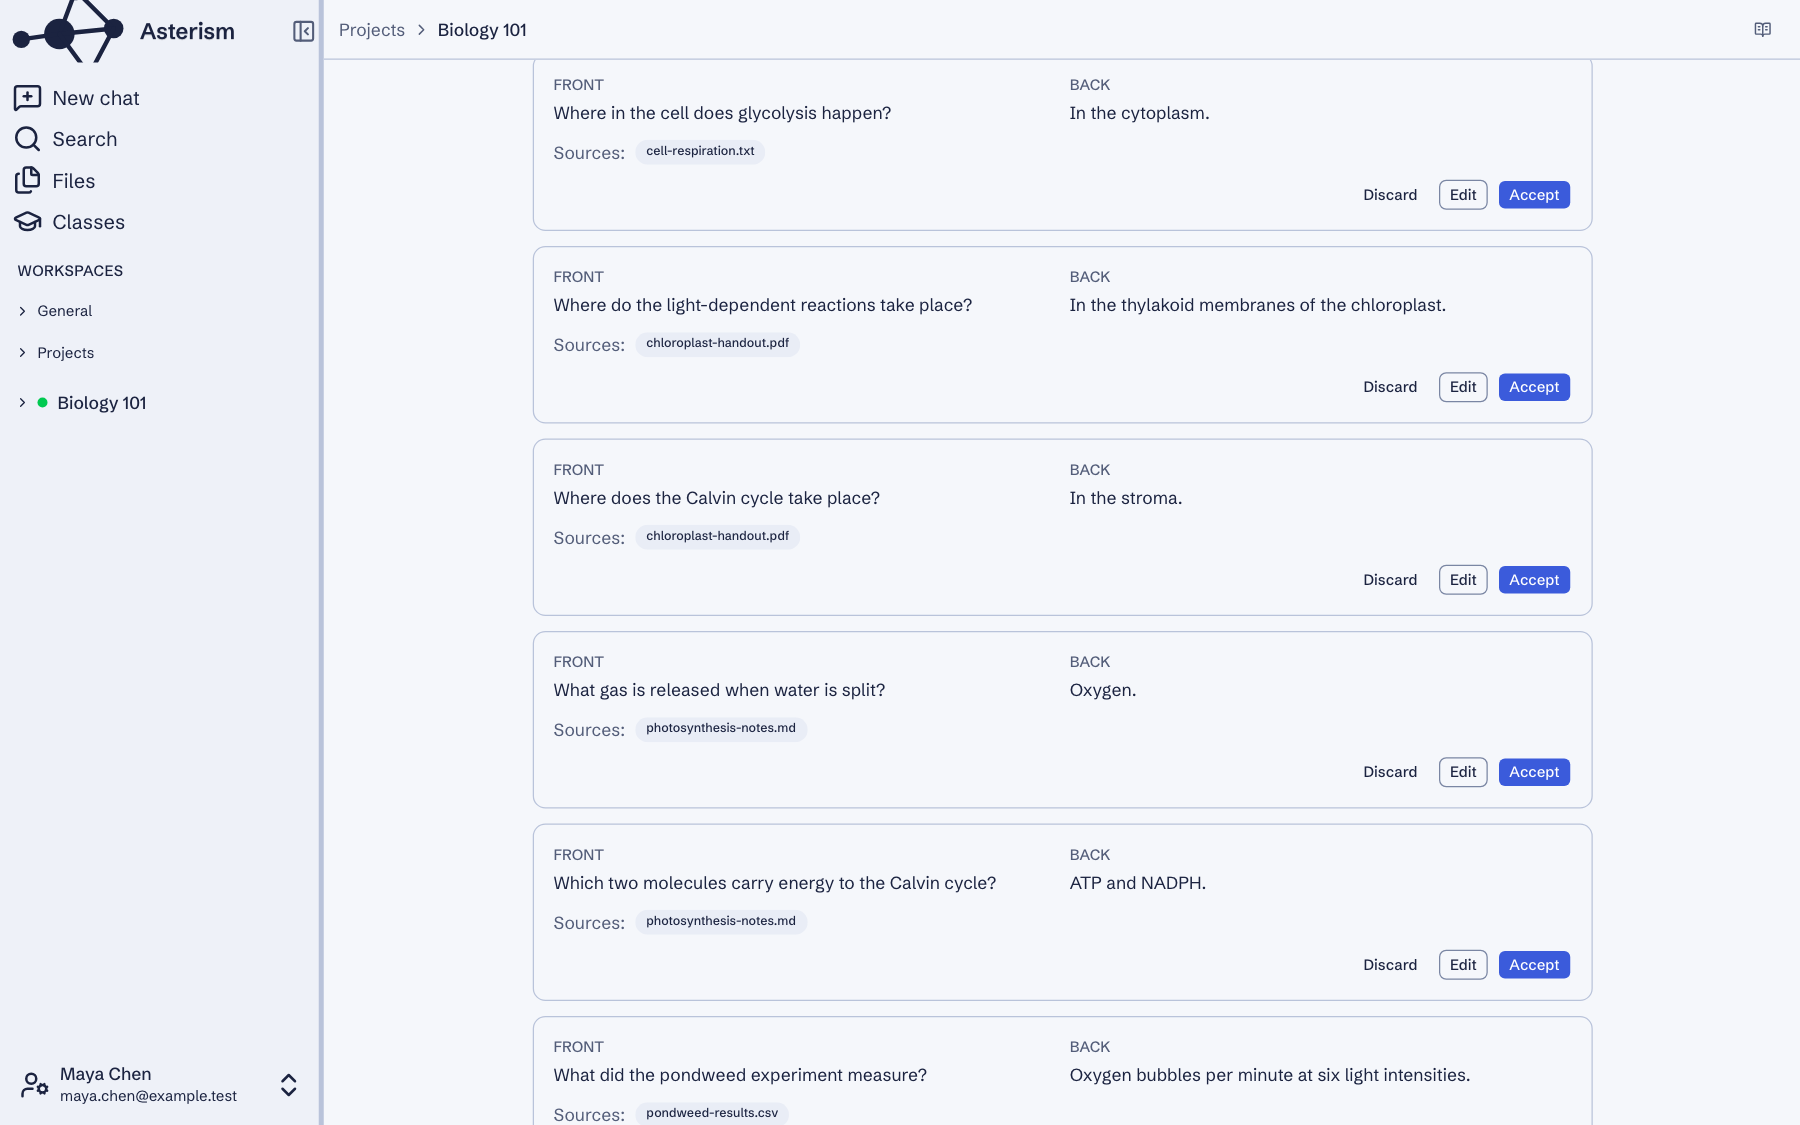 Asterism
New chat
Search
Files
Classes
WORKSPACES
General
Projects
Biology 101
Maya Chen
maya.chen@example.test
Projects > Biology 101
FRONT
Where in the cell does glycolysis happen?
BACK
In the cytoplasm.
Sources: cell-respiration.txt
Discard Edit Accept
FRONT
Where do the light-dependent reactions take place?
BACK
In the thylakoid membranes of the chloroplast.
Sources: chloroplast-handout.pdf
Discard Edit Accept
FRONT
Where does the Calvin cycle take place?
BACK
In the stroma.
Sources: chloroplast-handout.pdf
Discard Edit Accept
FRONT
What gas is released when water is split?
BACK
Oxygen.
Sources: photosynthesis-notes.md
Discard Edit Accept
FRONT
Which two molecules carry energy to the Calvin cycle?
BACK
ATP and NADPH.
Sources: photosynthesis-notes.md
Discard Edit Accept
FRONT
What did the pondweed experiment measure?
BACK
Oxygen bubbles per minute at six light intensities.
Sources: pondweed-results.csv